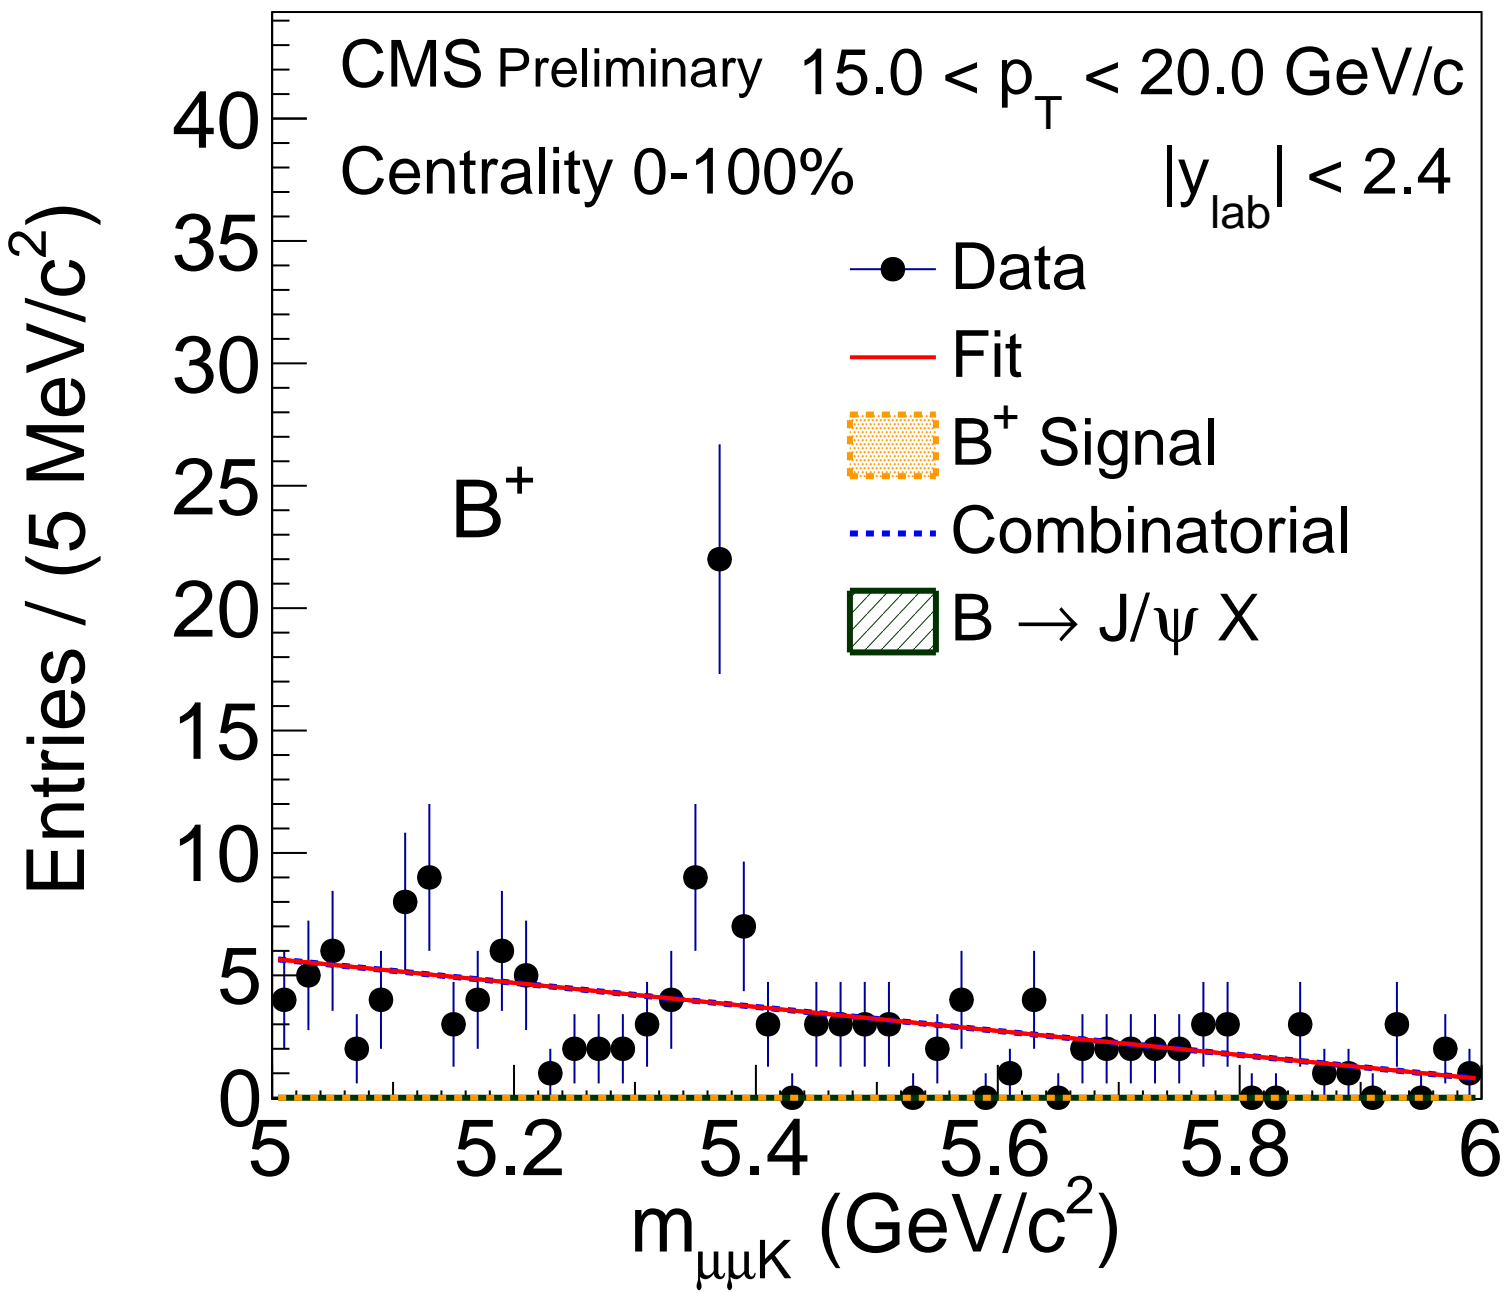 CMS Preliminary 15.0 < p_T < 20.0 GeV/c
Centrality 0-100% |y_lab| < 2.4
Data
Fit
B⁺ Signal
Combinatorial
B → J/ψ X
B⁺
Entries / (5 MeV/c²)
40
35
30
25
20
15
10
5
0
5 5.2 5.4 5.6 5.8 6
m_μμK (GeV/c²)